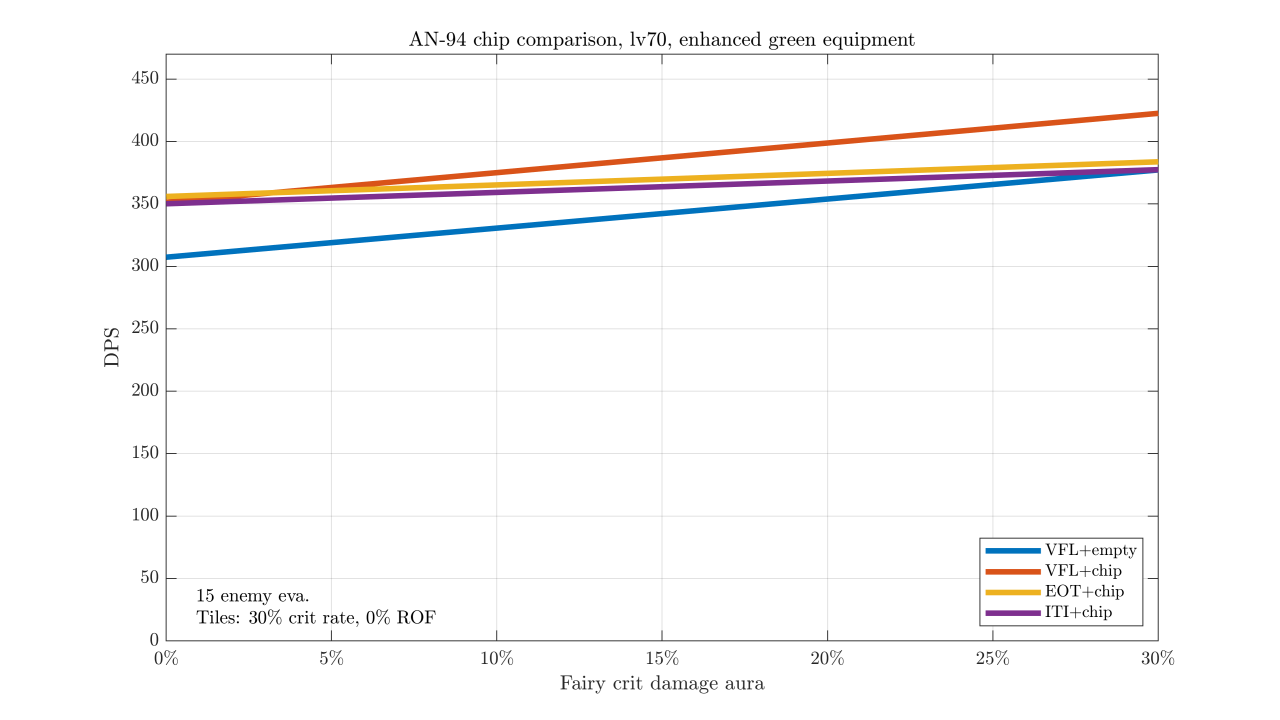 AN-94 chip comparison, lv70, enhanced green equipment
450
400
350
300
250
200
150
100
50
0
DPS
15 enemy eva.
Tiles: 30% crit rate, 0% ROF
VFL+empty
VFL+chip
EOT+chip
ITI+chip
0% 5% 10% 15% 20% 25% 30%
Fairy crit damage aura